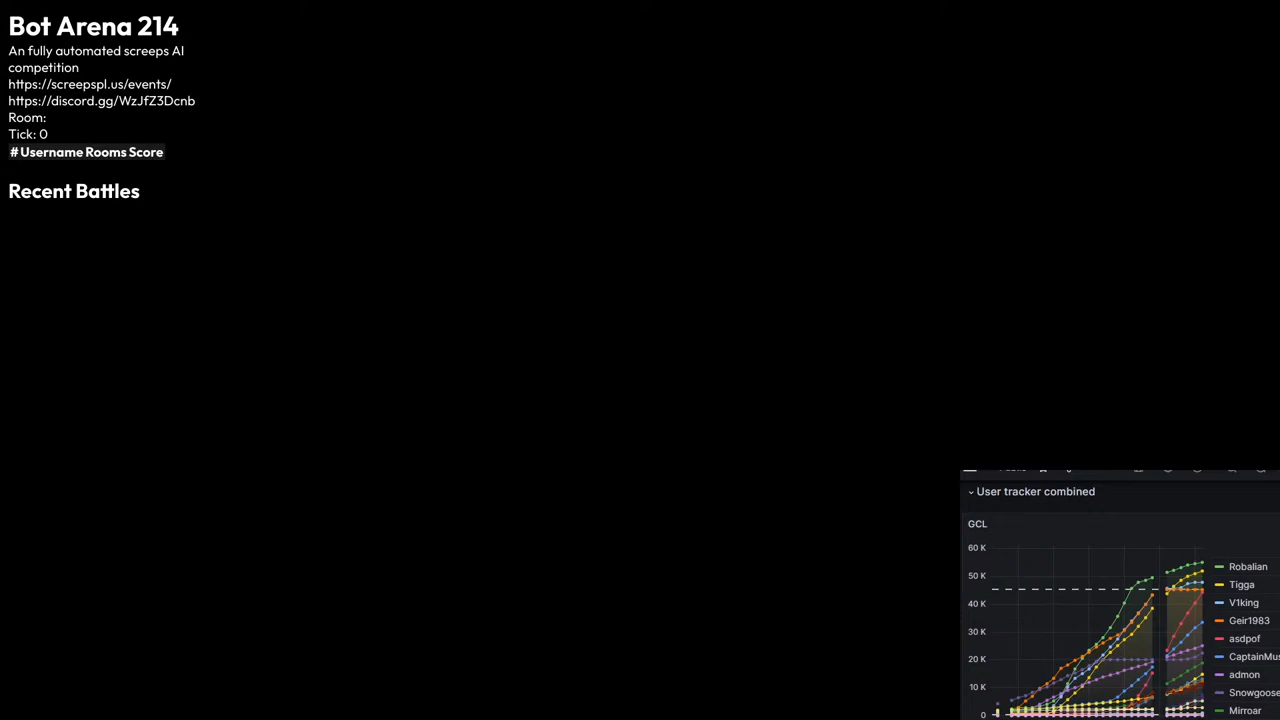 Bot Arena 214
An fully automated screeps AI
competition
https://screepspl.us/events/
https://discord.gg/WzJfZ3Dcnb
Room:
Tick: 0
# Username Rooms Score
Recent Battles
User tracker combined
GCL
60 K
50 K
40 K
30 K
20 K
10 K
0
Robalian
Tigga
V1king
Geir1983
asdpof
CaptainMus
admon
Snowgoose
Mirroar